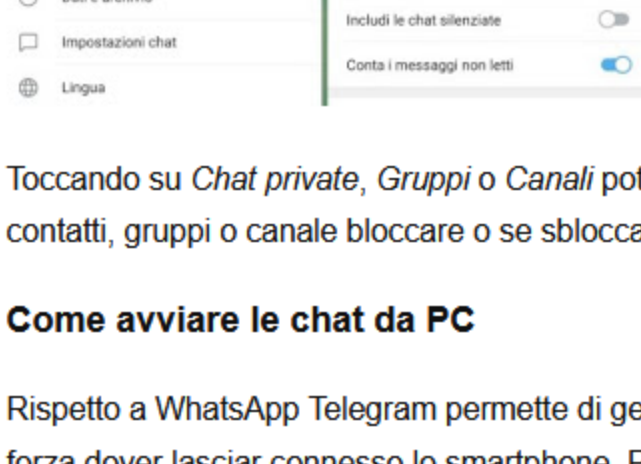 Includi le chat silenziate
Impostazioni chat
Conta i messaggi non letti
Lingua
Toccando su Chat private, Gruppi o Canali pot
contatti, gruppi o canale bloccare o se sblocca
Come avviare le chat da PC
Rispetto a WhatsApp Telegram permette di ge
forza dover lasciar connesso lo smartphone.